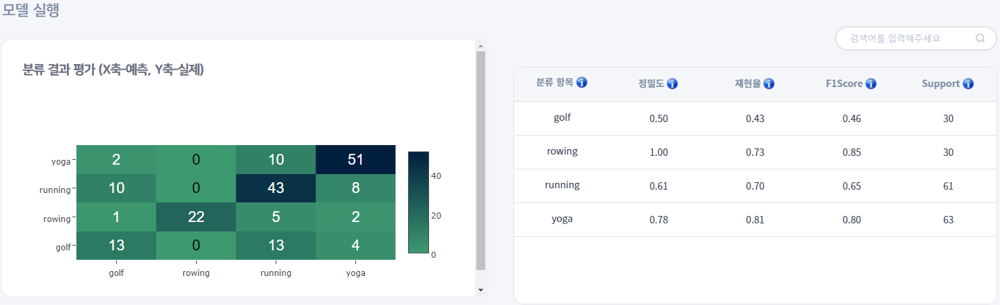 모델 실행
검색어를 입력해주세요
분류 결과 평가 (X축-예측, Y축-실제)
yoga 2 0 10 51
running 10 0 43 8
rowing 1 22 5 2
golf 13 0 13 4
golf rowing running yoga
40
20
0
분류 항목 정밀도 재현율 F1Score Support
golf 0.50 0.43 0.46 30
rowing 1.00 0.73 0.85 30
running 0.61 0.70 0.65 61
yoga 0.78 0.81 0.80 63